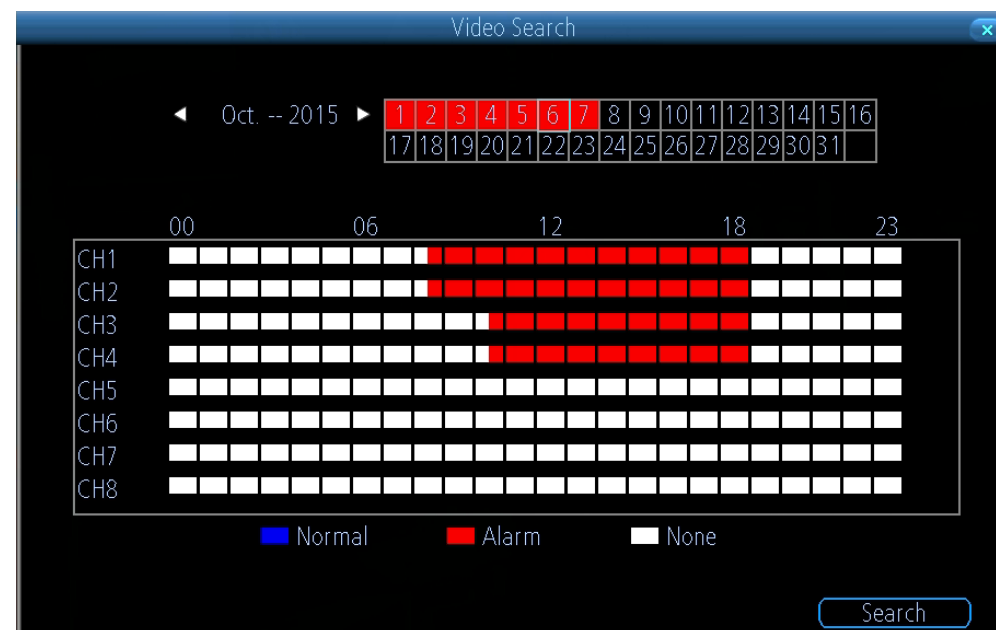 Video Search
Oct. -- 2015 1 2 3 4 5 6 7 8 9 10 11 12 13 14 15 16
17 18 19 20 21 22 23 24 25 26 27 28 29 30 31
00 06 12 18 23
CH1
CH2
CH3
CH4
CH5
CH6
CH7
CH8
Normal Alarm None
Search